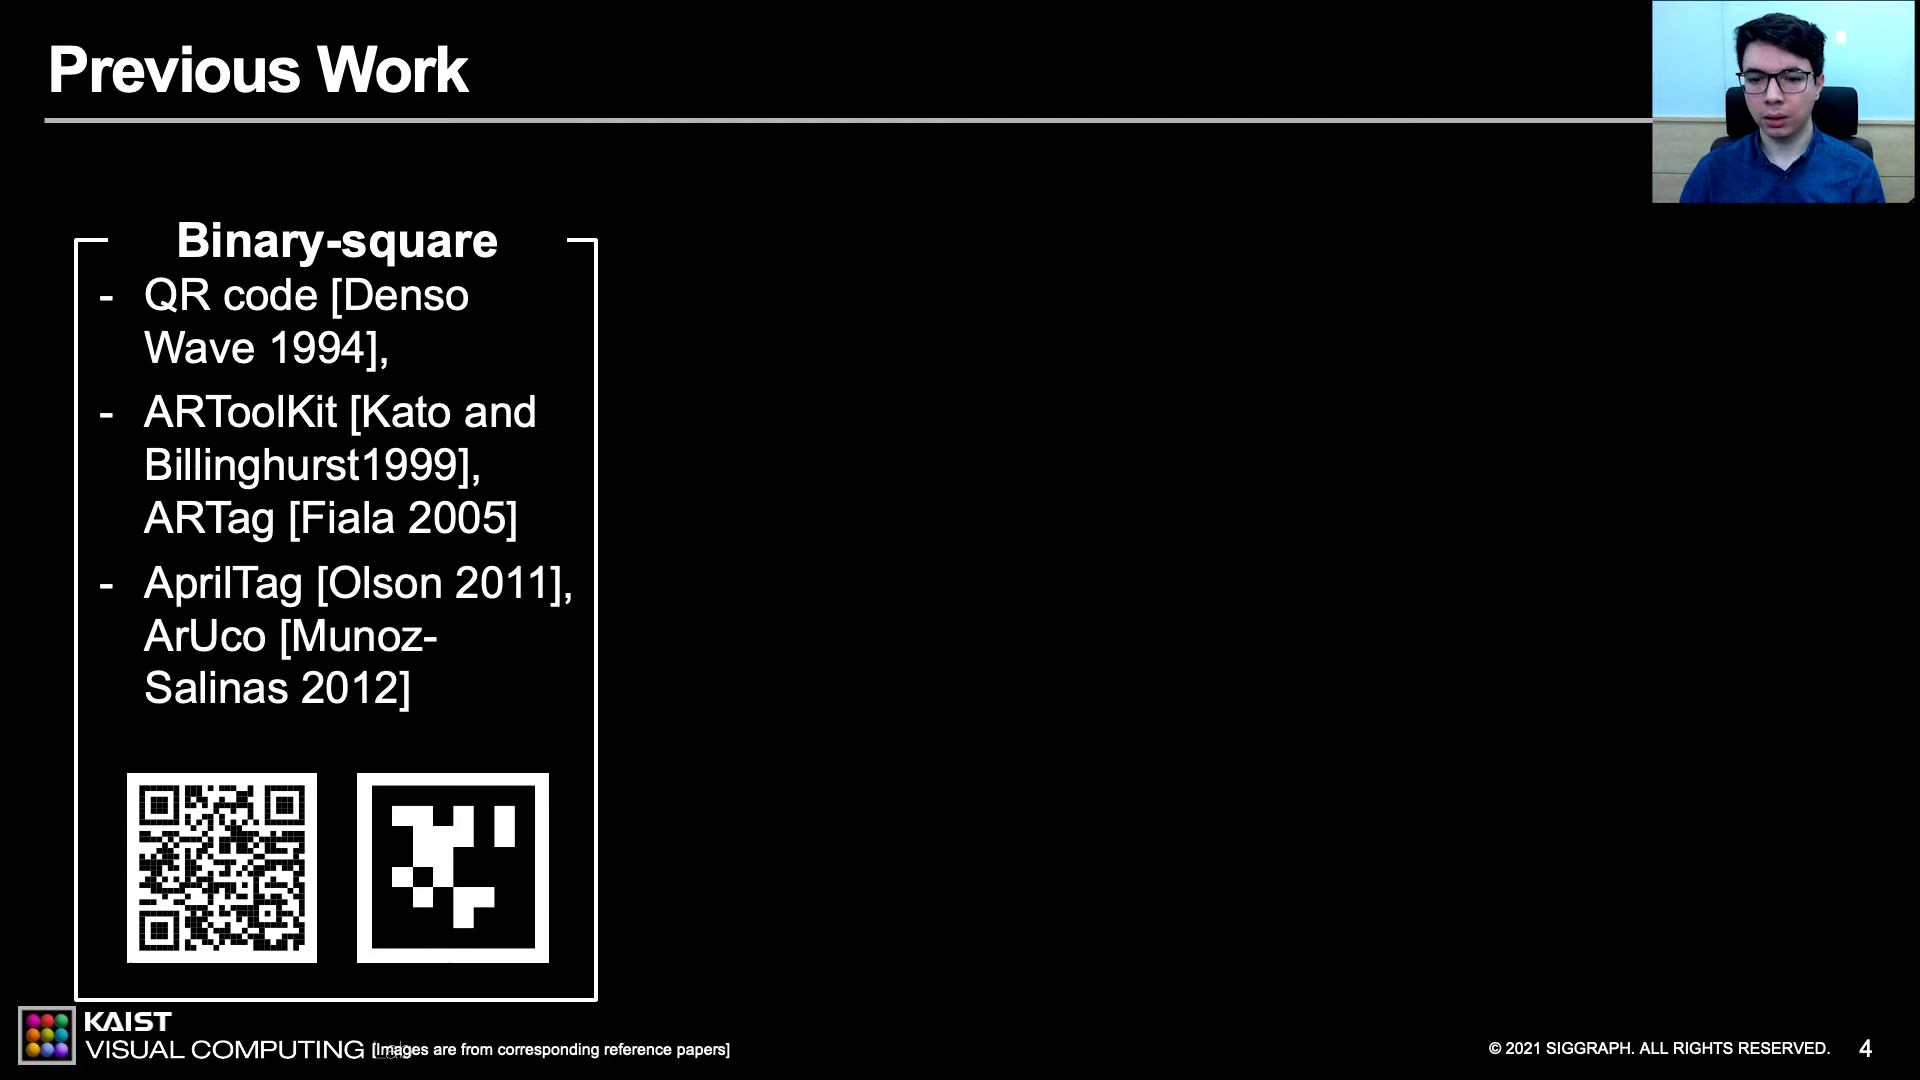 Previous Work
Binary-square
- QR code [Denso
Wave 1994],
- ARToolKit [Kato and
Billinghurst1999],
ARTag [Fiala 2005]
- AprilTag [Olson 2011],
ArUco [Munoz-
Salinas 2012]
KAIST
VISUAL COMPUTING
[Images are from corresponding reference papers]
© 2021 SIGGRAPH. ALL RIGHTS RESERVED.
4